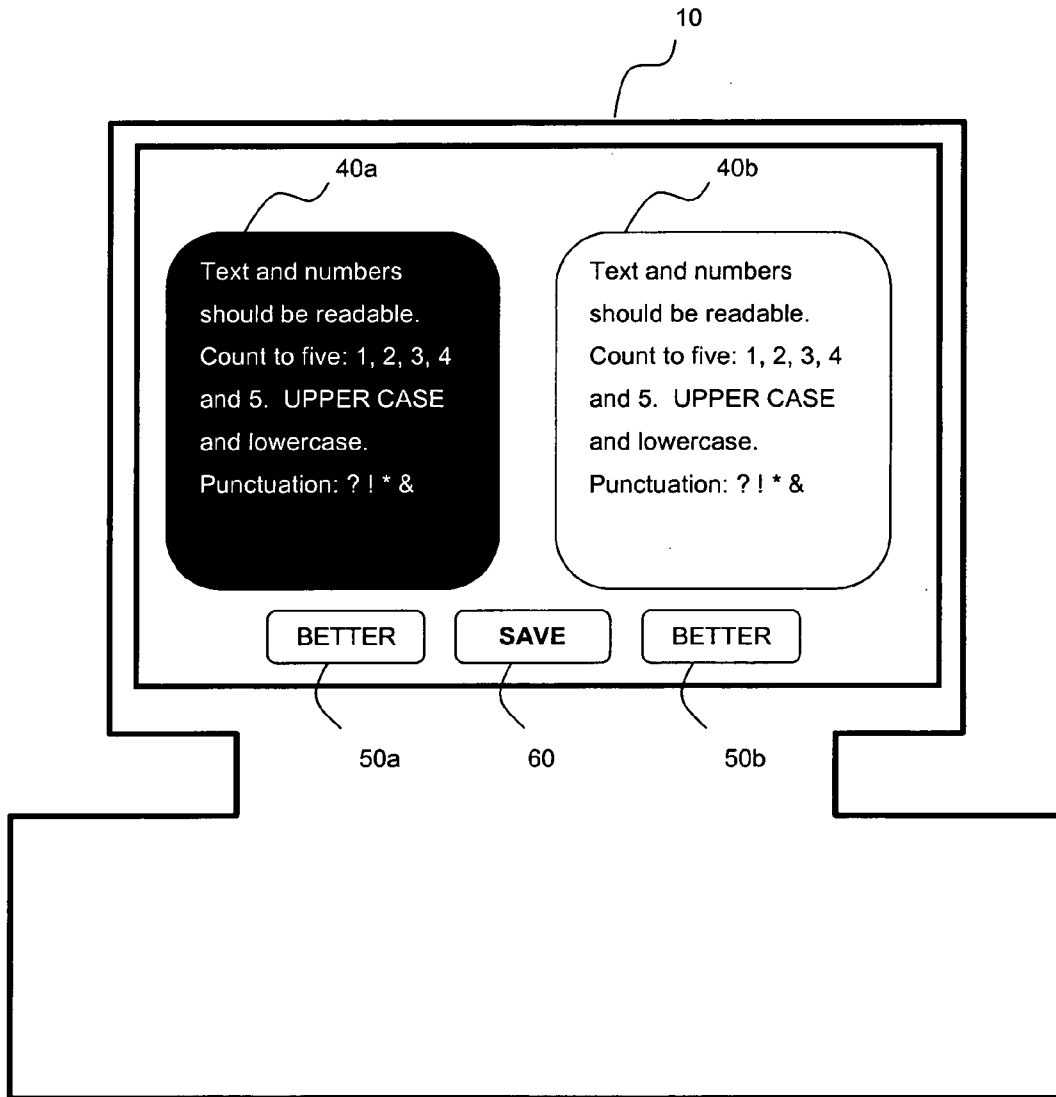 10
40a
40b
Text and numbers
should be readable.
Count to five: 1, 2, 3, 4
and 5.  UPPER CASE
and lowercase.
Punctuation: ? ! * &
Text and numbers
should be readable.
Count to five: 1, 2, 3, 4
and 5.  UPPER CASE
and lowercase.
Punctuation: ? ! * &
BETTER
SAVE
BETTER
50a
60
50b